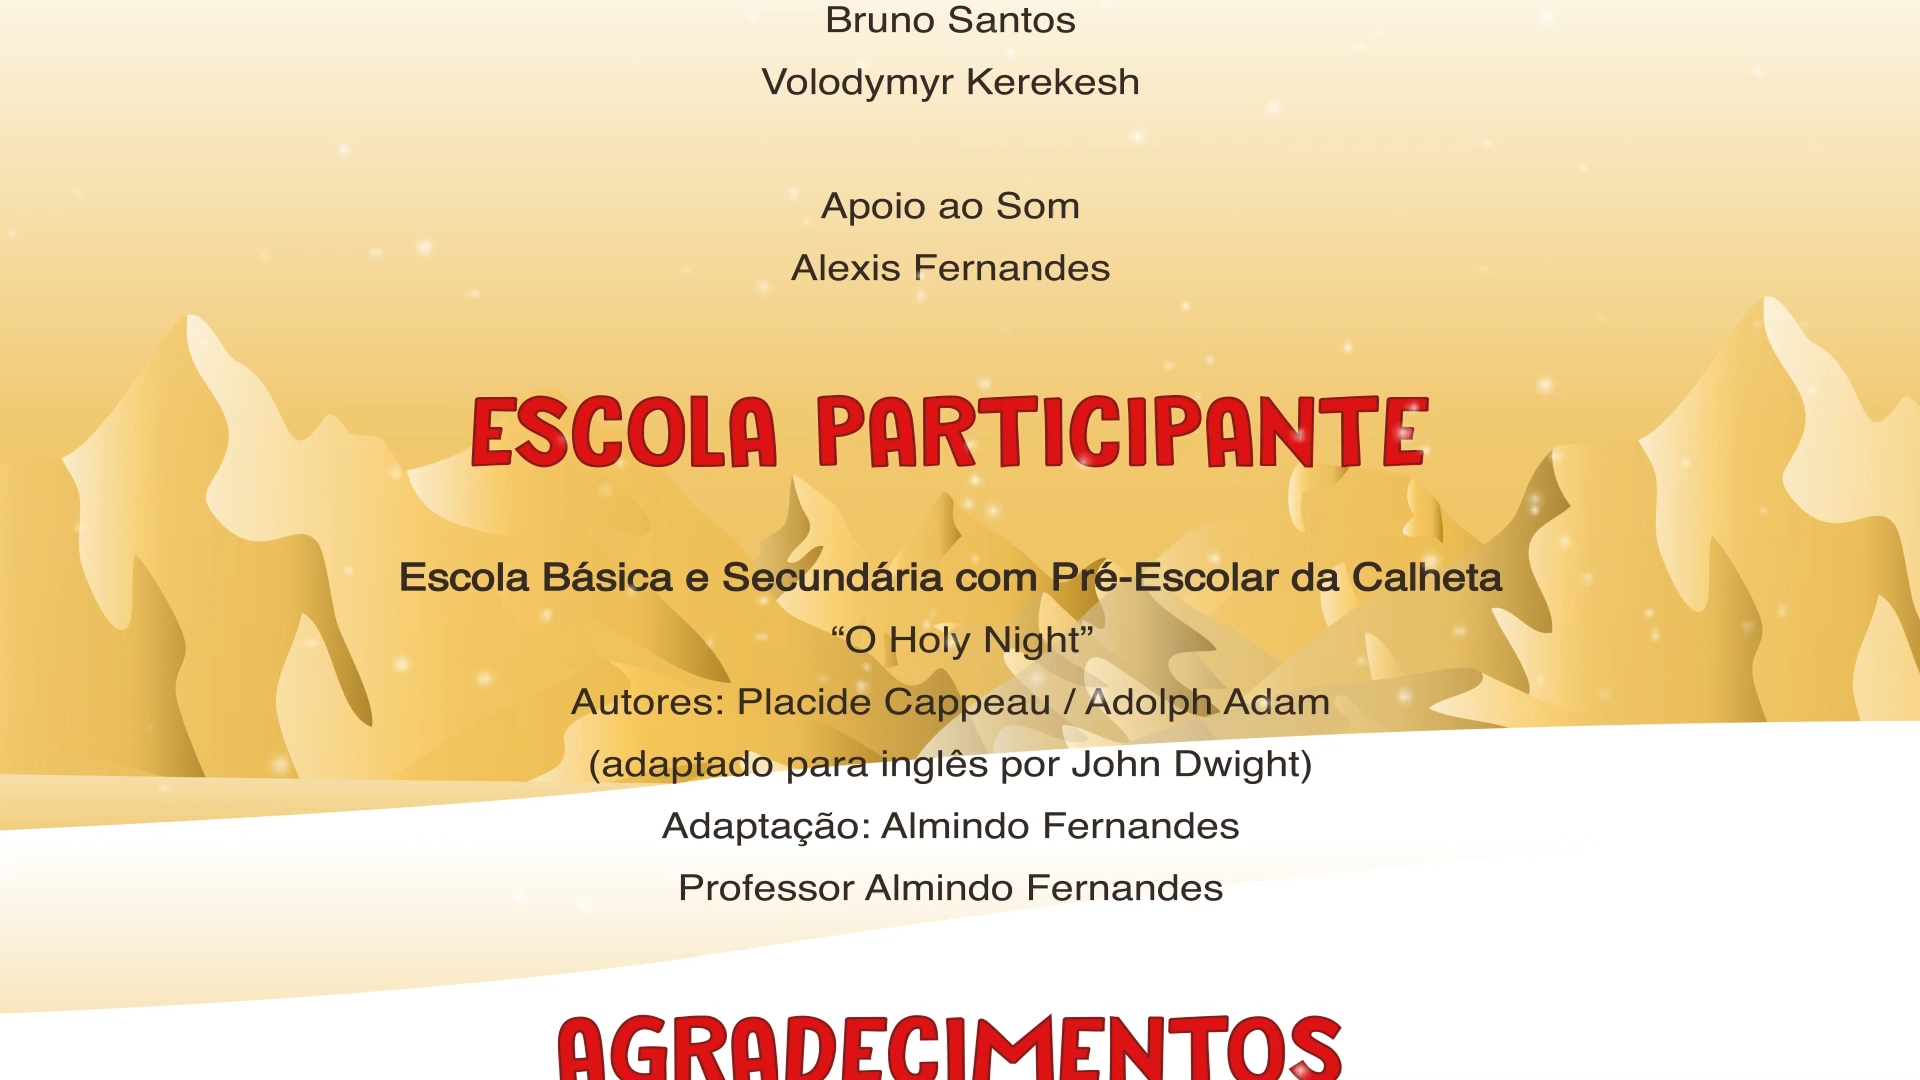 Bruno Santos
Volodymyr Kerekesh
Apoio ao Som
Alexis Fernandes
ESCOLA PARTICIPANTE
Escola Básica e Secundária com Pré-Escolar da Calheta
“O Holy Night”
Autores: Placide Cappeau / Adolph Adam
(adaptado para inglês por John Dwight)
Adaptação: Almindo Fernandes
Professor Almindo Fernandes
AGRADECIMENTOS